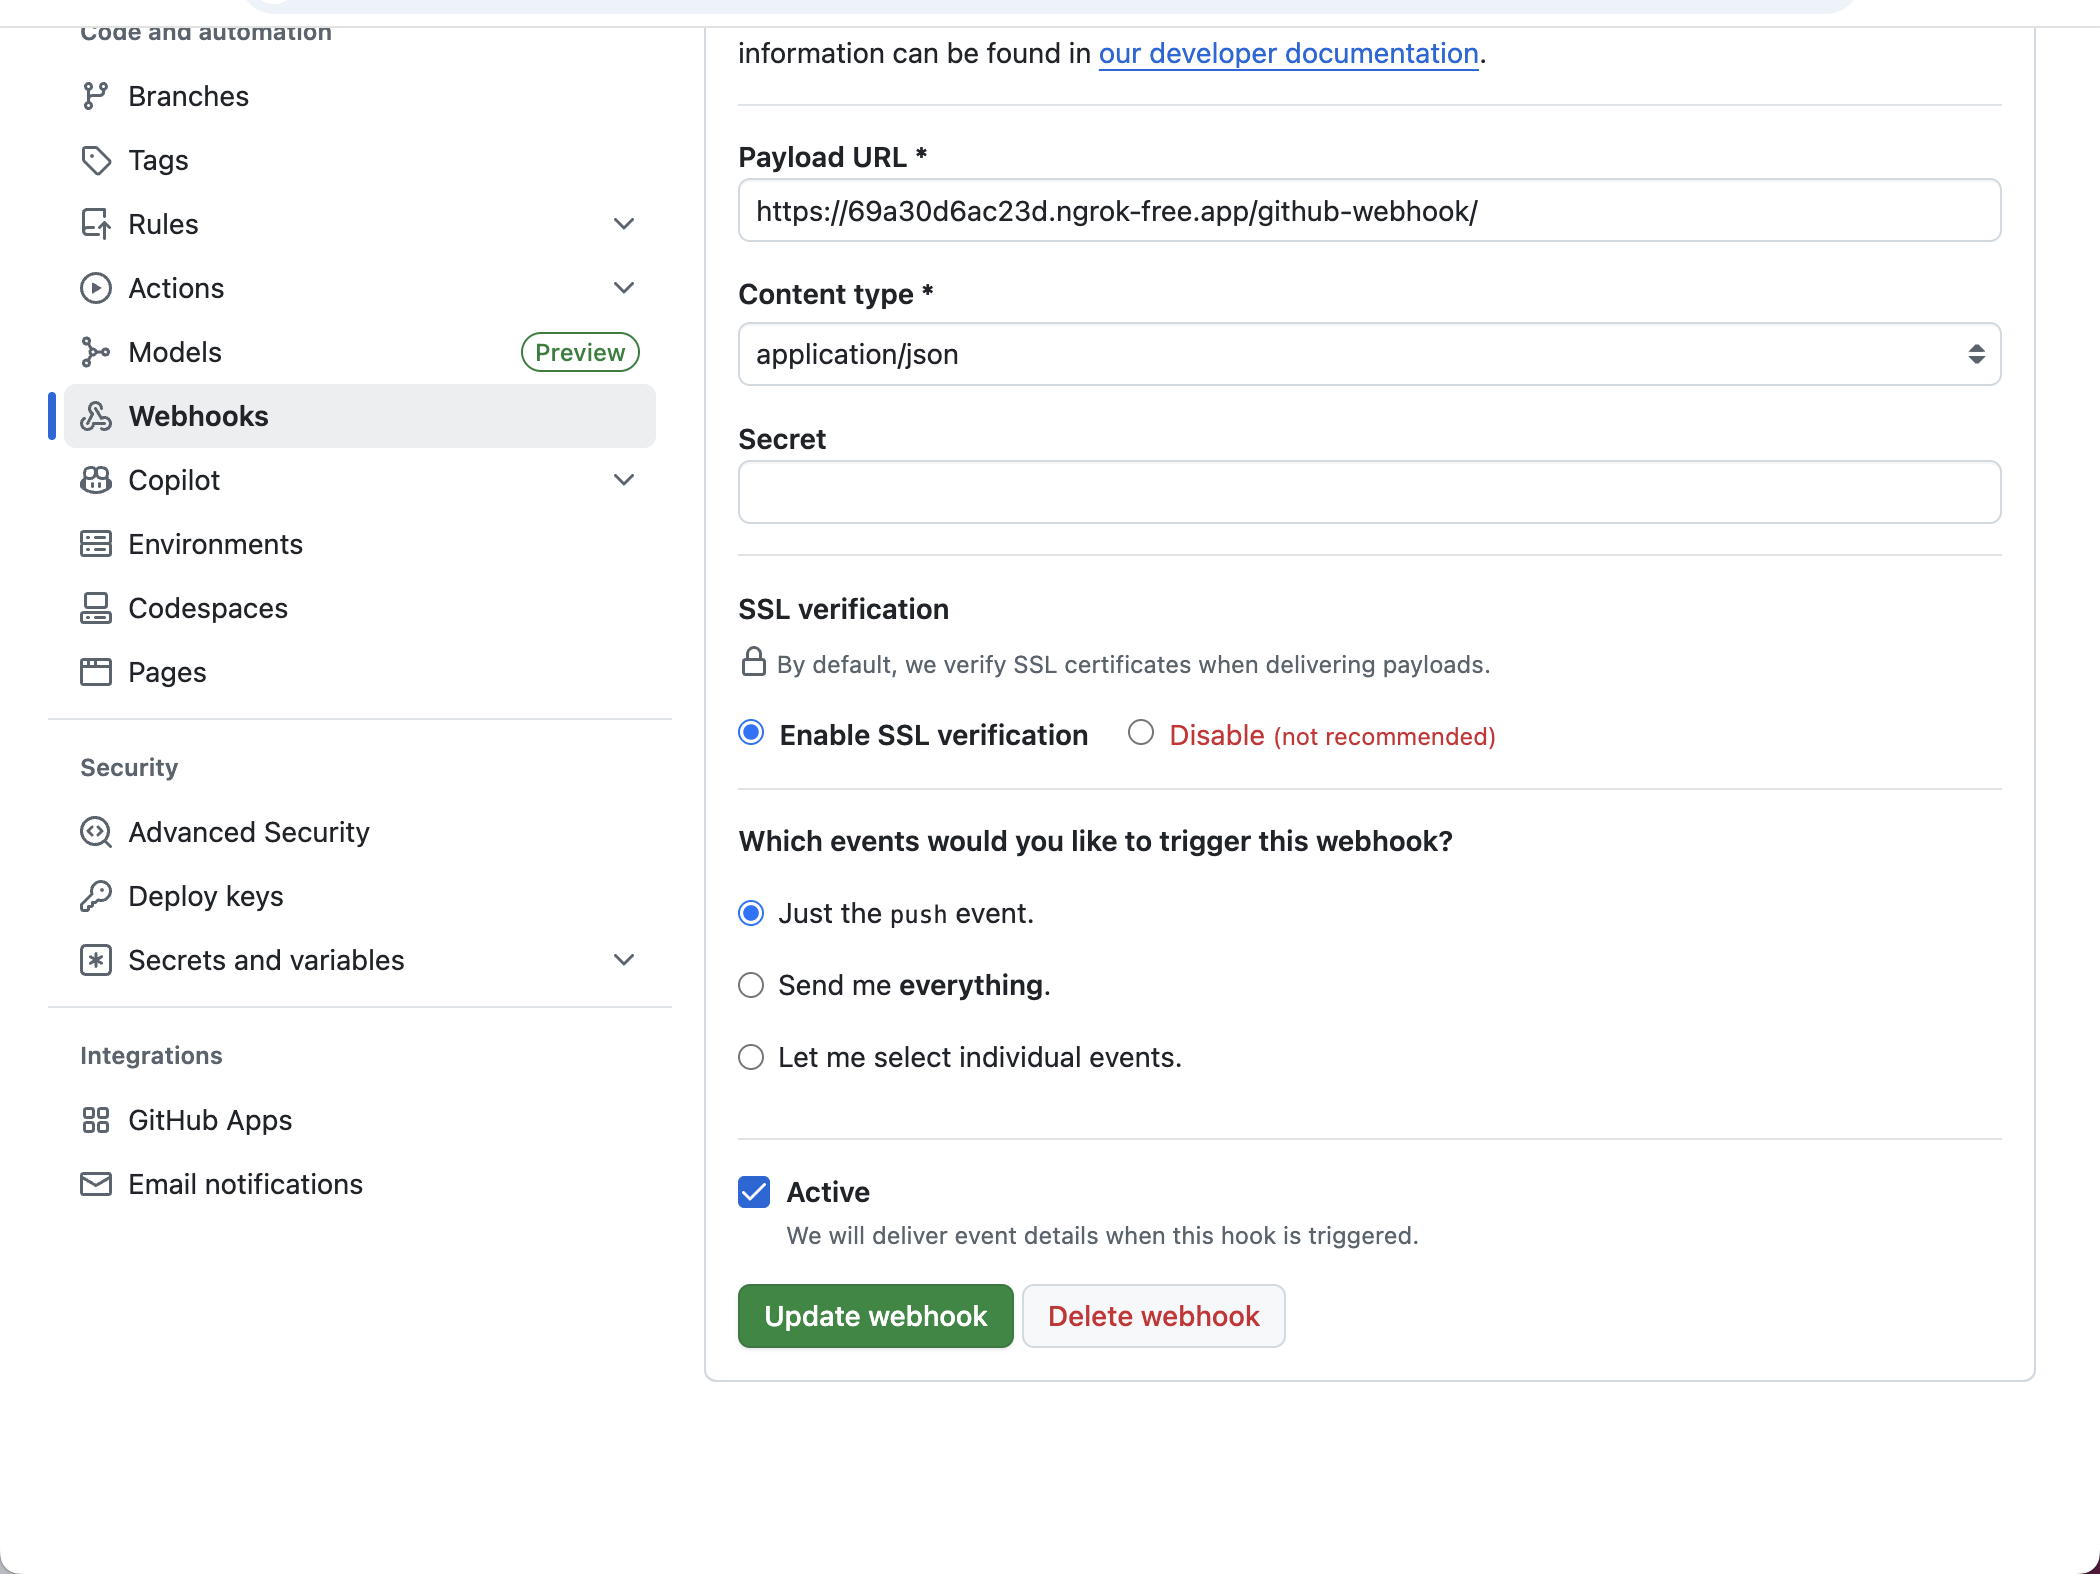 Code and automation
Branches
Tags
Rules
Actions
Models
Preview
Webhooks
Copilot
Environments
Codespaces
Pages
Security
Advanced Security
Deploy keys
Secrets and variables
Integrations
GitHub Apps
Email notifications
information can be found in our developer documentation.
Payload URL *
https://69a30d6ac23d.ngrok-free.app/github-webhook/
Content type *
application/json
Secret
SSL verification
By default, we verify SSL certificates when delivering payloads.
Enable SSL verification
Disable (not recommended)
Which events would you like to trigger this webhook?
Just the push event.
Send me everything.
Let me select individual events.
Active
We will deliver event details when this hook is triggered.
Update webhook
Delete webhook